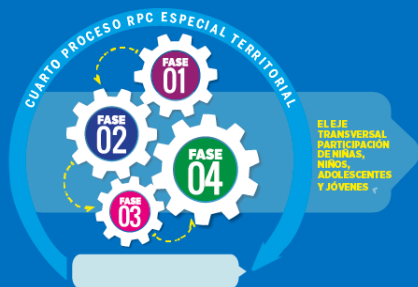 CUARTO PROCESO RPC ESPECIAL TERRITORIAL
FASE
01
FASE
02
FASE
04
FASE
03
EL EJE
TRANSVERSAL
PARTICIPACIÓN
DE NIÑAS,
NIÑOS,
ADOLESCENTES
Y JÓVENES